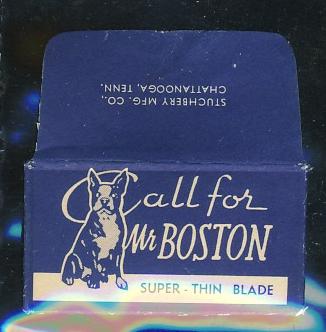 STUCHBERY MFG. CO.,
CHATTANOOGA, TENN.
Call for
Mr BOSTON
SUPER - THIN BLADE